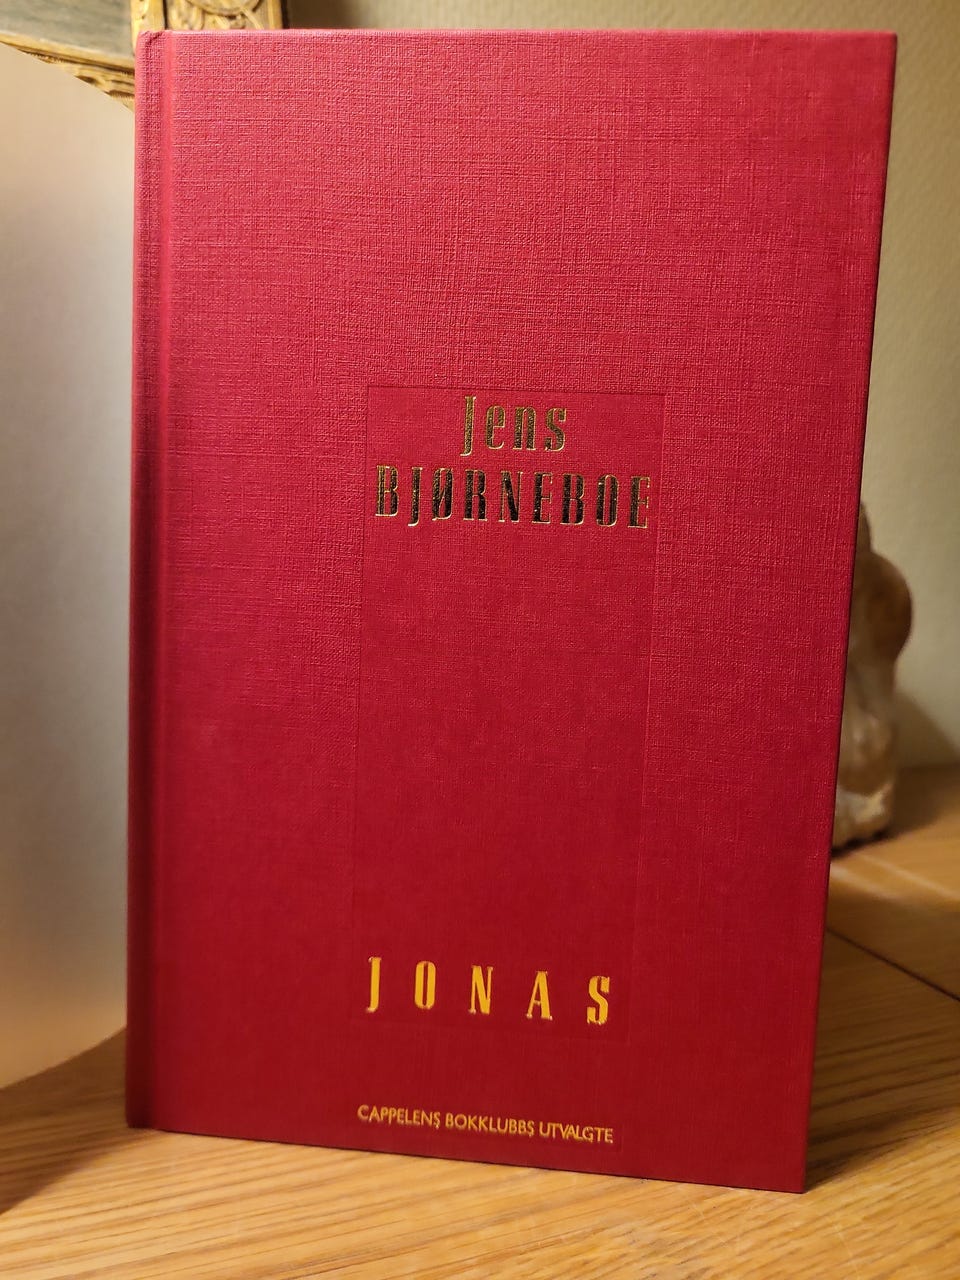 Jens
BJØRNEBOE
JONAS
CAPPELENS BOKKLUBBS UTVALGTE